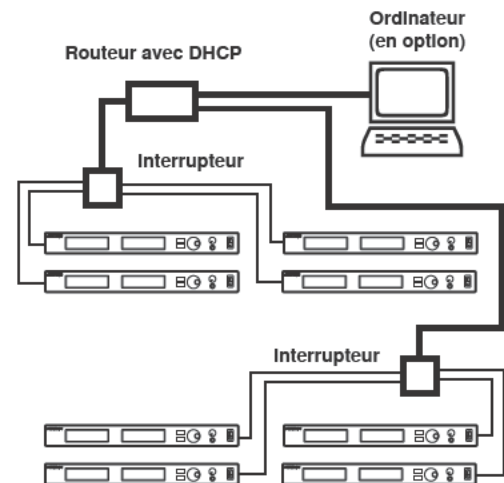 Ordinateur
(en option)
Routeur avec DHCP
Interrupteur
Interrupteur